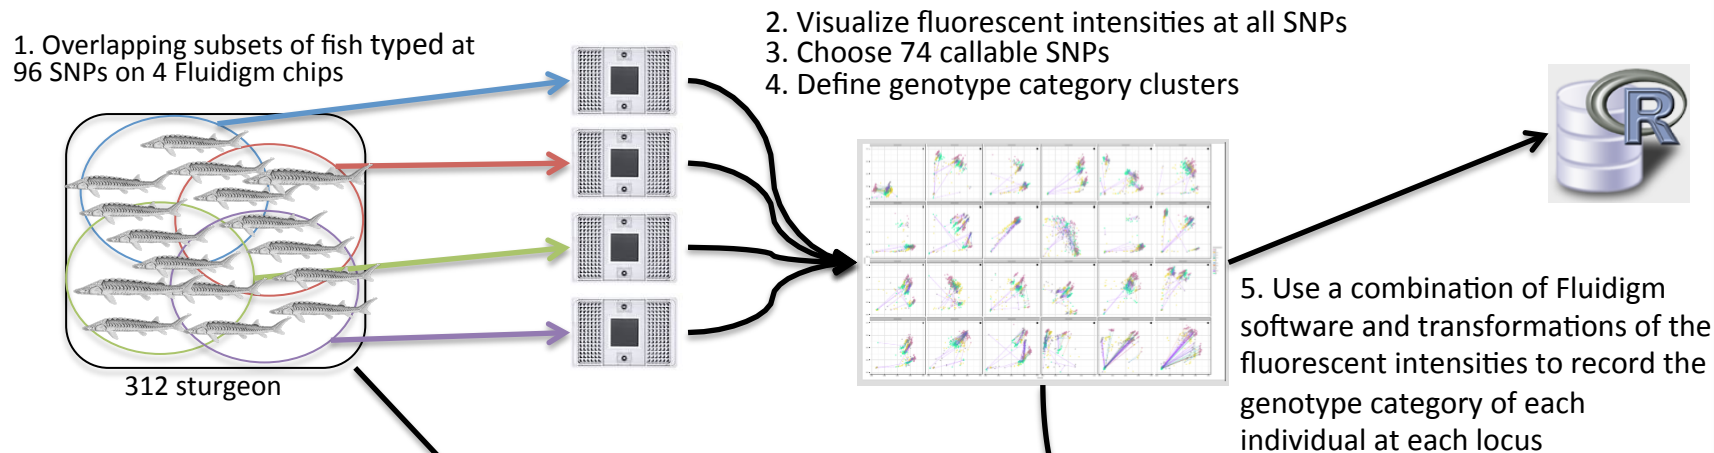 1. Overlapping subsets of fish typed at
96 SNPs on 4 Fluidigm chips
312 sturgeon
2. Visualize fluorescent intensities at all SNPs
3. Choose 74 callable SNPs
4. Define genotype category clusters
R
5. Use a combination of Fluidigm
software and transformations of the
fluorescent intensities to record the
genotype category of each
individual at each locus